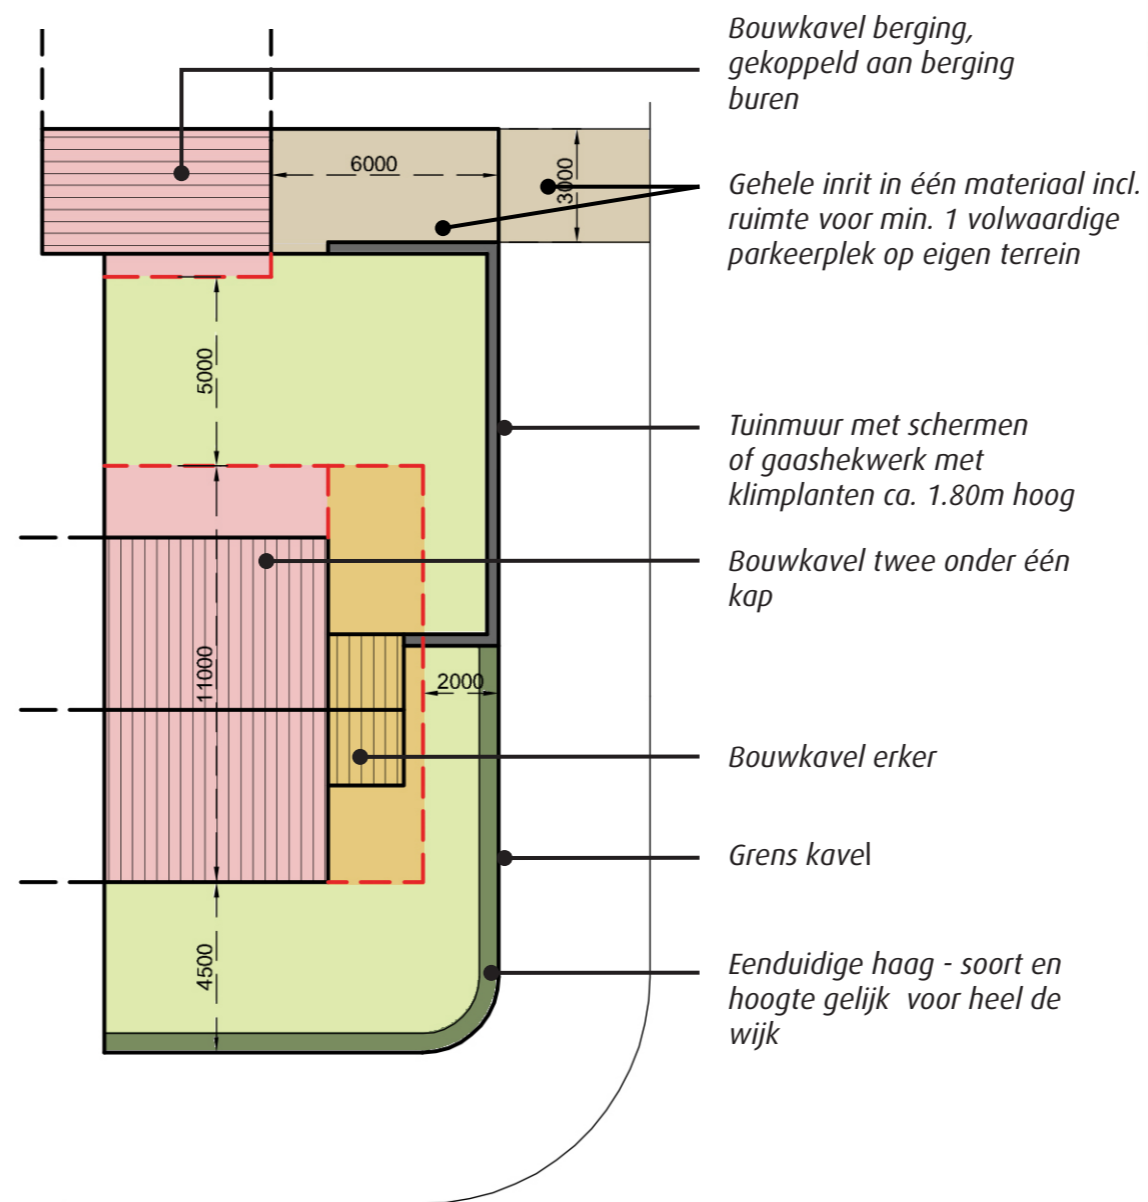 Bouwkavel berging,
gekoppeld aan berging
buren
6000
3000
Gehele inrit in één materiaal incl.
ruimte voor min. 1 volwaardige
parkeerplek op eigen terrein
5000
Tuinmuur met schermen
of gaashekwerk met
klimplanten ca. 1.80m hoog
Bouwkavel twee onder één
kap
11000
2000
Bouwkavel erker
Grens kavel
4500
Eenduidige haag - soort en
hoogte gelijk voor heel de
wijk